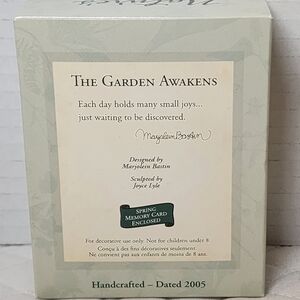 THE GARDEN AWAKENS
Each day holds many small joys...
just waiting to be discovered.
Marjolein Bastin
Designed by
Marjolein Bastin
Sculpted by
Joyce Lyle
SPRING
MEMORY CARD
ENCLOSED
For decorative use only. Not for children under 8
Conçu à des fins décoratives seulement.
Ne convient pas aux enfants de moins de 8 ans.
Handcrafted – Dated 2005